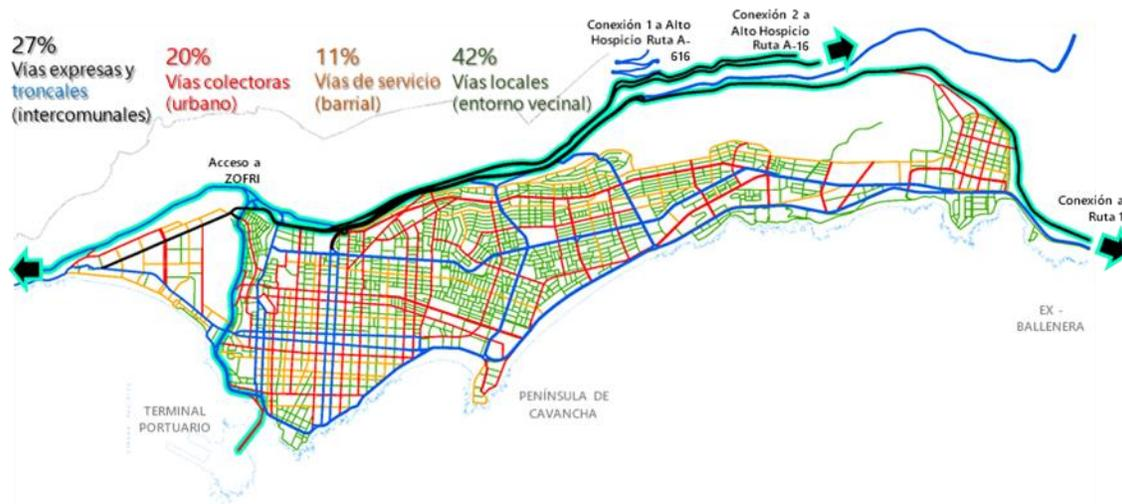 27%
Vías expresas y
troncales
(intercomunales)
20%
Vías colectoras
(urbano)
11%
Vías de servicio
(barrial)
42%
Vías locales
(entorno vecinal)
Conexión 1 a Alto
Hospicio Ruta A-
616
Conexión 2 a
Alto Hospicio
Ruta A-16
Acceso a
ZOFRI
Conexión a
Ruta 1
EX -
BALLENERA
PENÍNSULA DE
CAVANCHA
TERMINAL
PORTUARIO